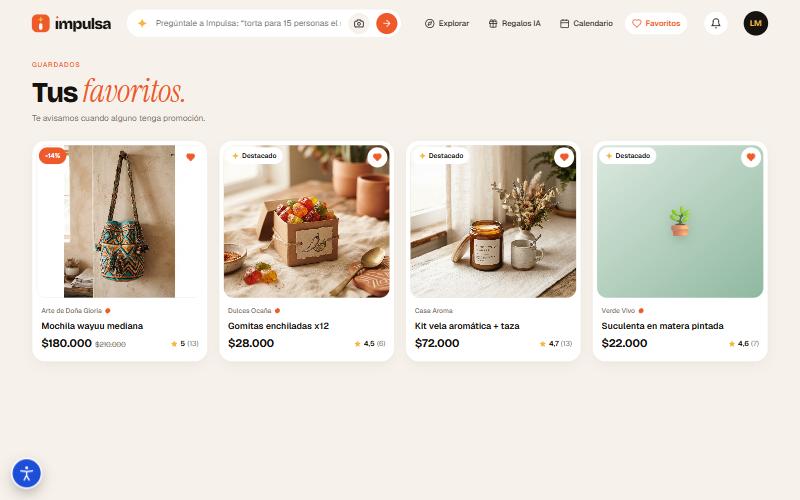 impulsa
Pregúntale a Impulsa: "torta para 15 personas el
Explorar
Regalos IA
Calendario
Favoritos
LM
GUARDADOS
Tus favoritos.
Te avisamos cuando alguno tenga promoción.
-14%
Destacado
Destacado
Destacado
Arte de Doña Gloria
Mochila wayuu mediana
$180.000 $210.000
5 (13)
Dulces Ocaña
Gomitas enchiladas x12
$28.000
4,5 (6)
Casa Aroma
Kit vela aromática + taza
$72.000
4,7 (13)
Verde Vivo
Suculenta en matera pintada
$22.000
4,6 (7)